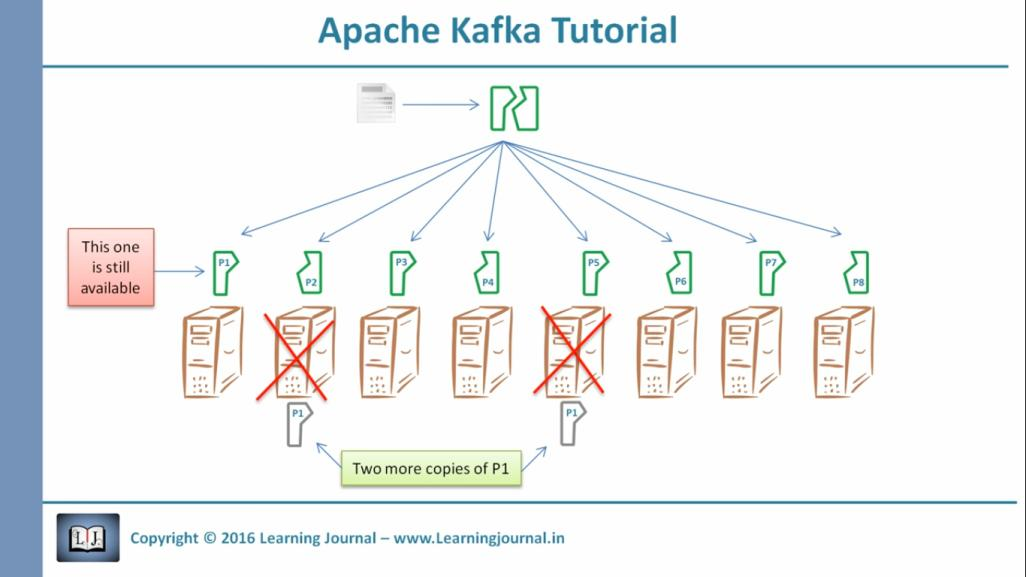 Apache Kafka Tutorial
This one
is still
available
P1
P2
P3
P4
P5
P6
P7
P8
P1
P1
Two more copies of P1
LJ
Copyright © 2016 Learning Journal – www.Learningjournal.in